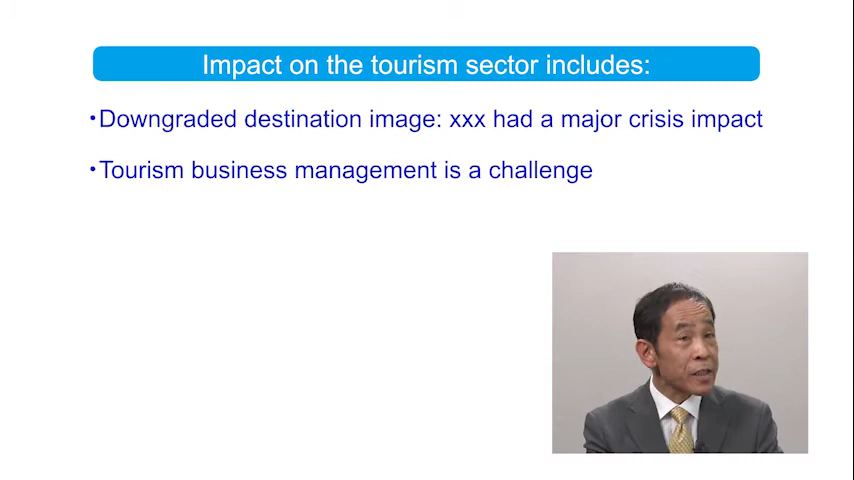 Impact on the tourism sector includes:
・Downgraded destination image: xxx had a major crisis impact
・Tourism business management is a challenge